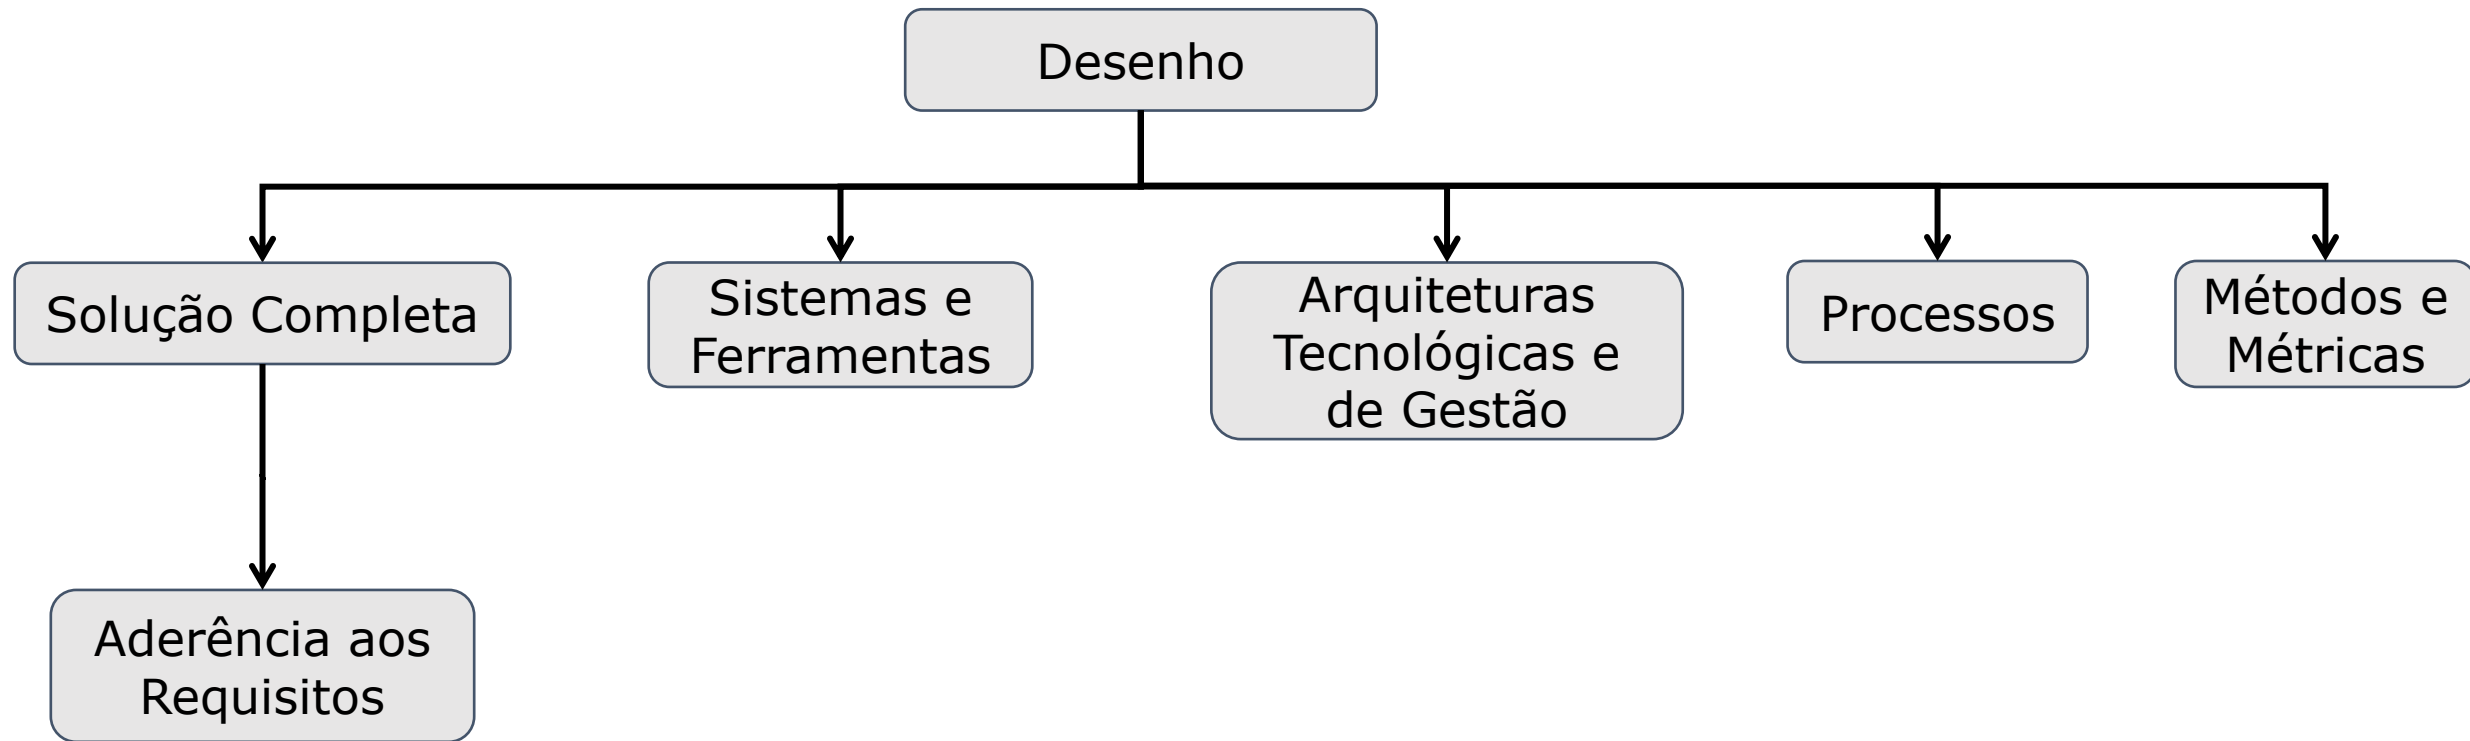 Desenho
Solução Completa
Sistemas e
Ferramentas
Arquiteturas
Tecnológicas e
de Gestão
Processos
Métodos e
Métricas
Aderência aos
Requisitos